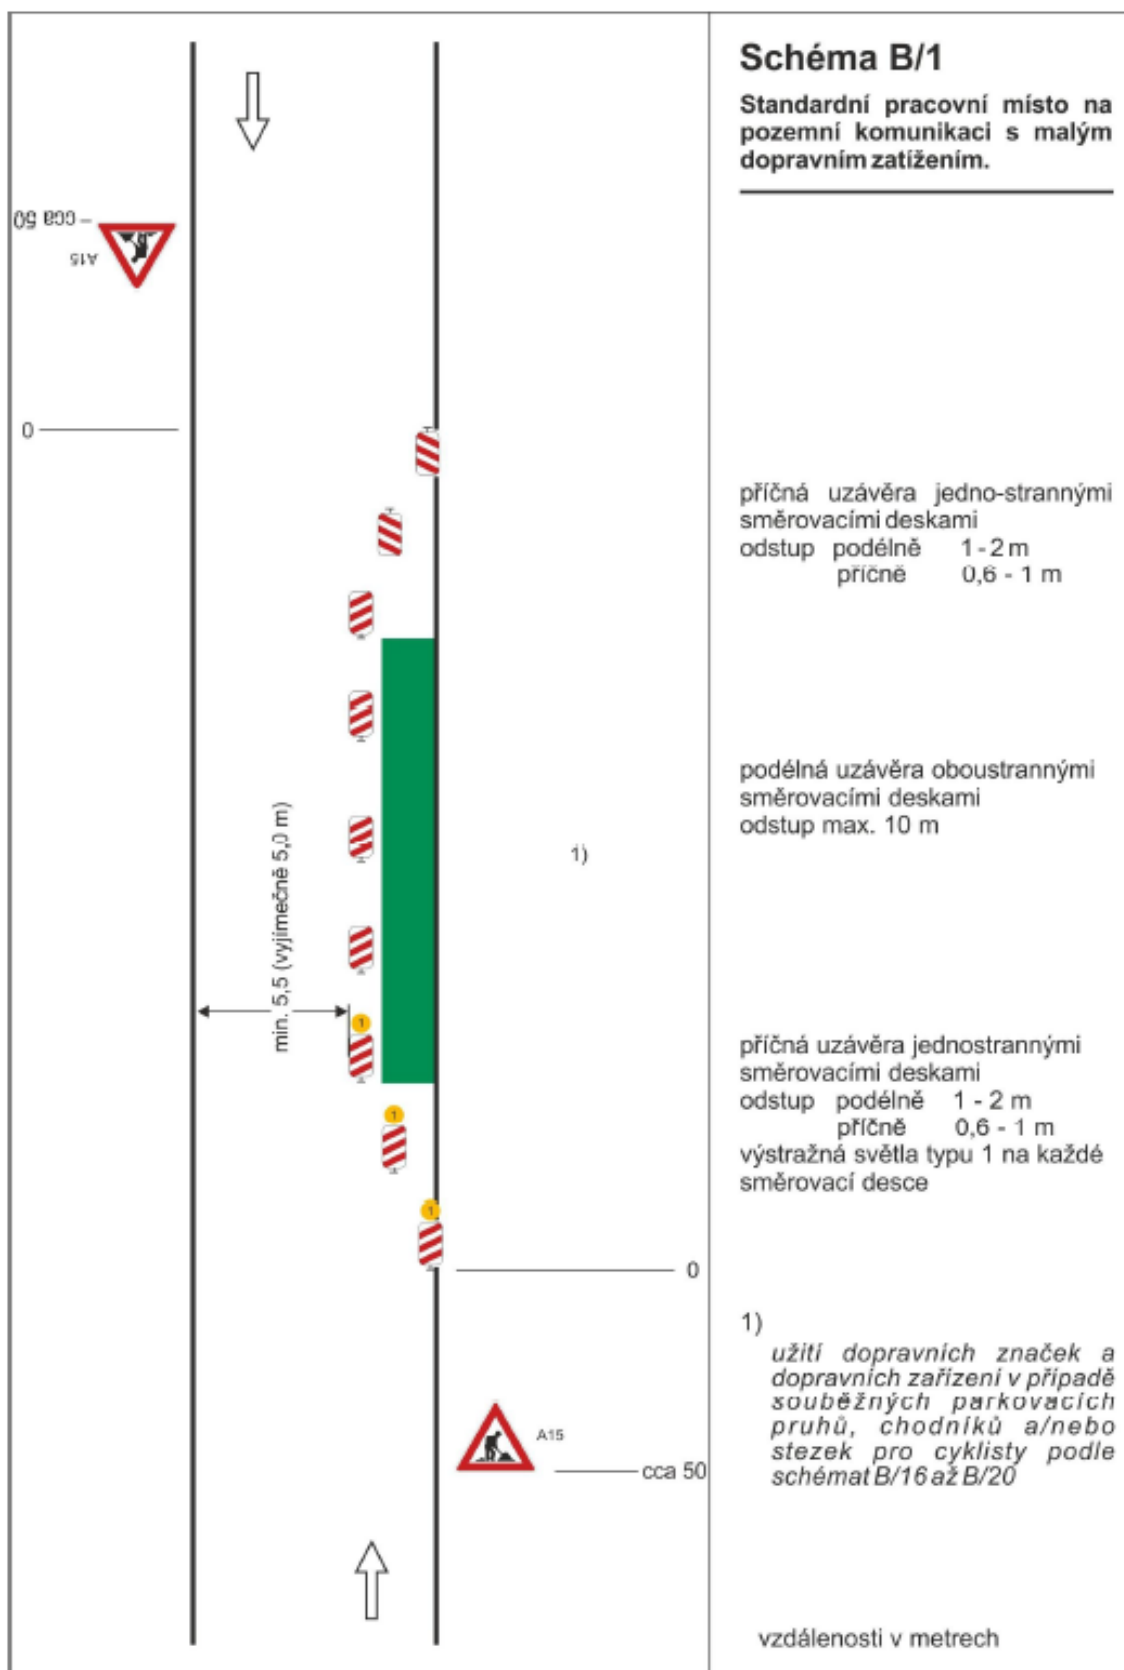 Schéma B/1
Standardní pracovní místo na
pozemní komunikaci s malým
dopravním zatížením.
cca 50
A15
0
příčná uzávěra jedno-strannými
směrovacími deskami
odstup podélně 1 - 2 m
příčně 0,6 - 1 m
podélná uzávěra oboustrannými
směrovacími deskami
odstup max. 10 m
min. 5,5 (vyjímečně 5,0 m)
1)
1
1
1
příčná uzávěra jednostrannými
směrovacími deskami
odstup podélně 1 - 2 m
příčně 0,6 - 1 m
výstražná světla typu 1 na každé
směrovací desce
0
A15
cca 50
1)
užití dopravních značek a
dopravních zařízení v případě
souběžných parkovacích
pruhů, chodníků a/nebo
stezek pro cyklisty podle
schémat B/16 až B/20
vzdálenosti v metrech